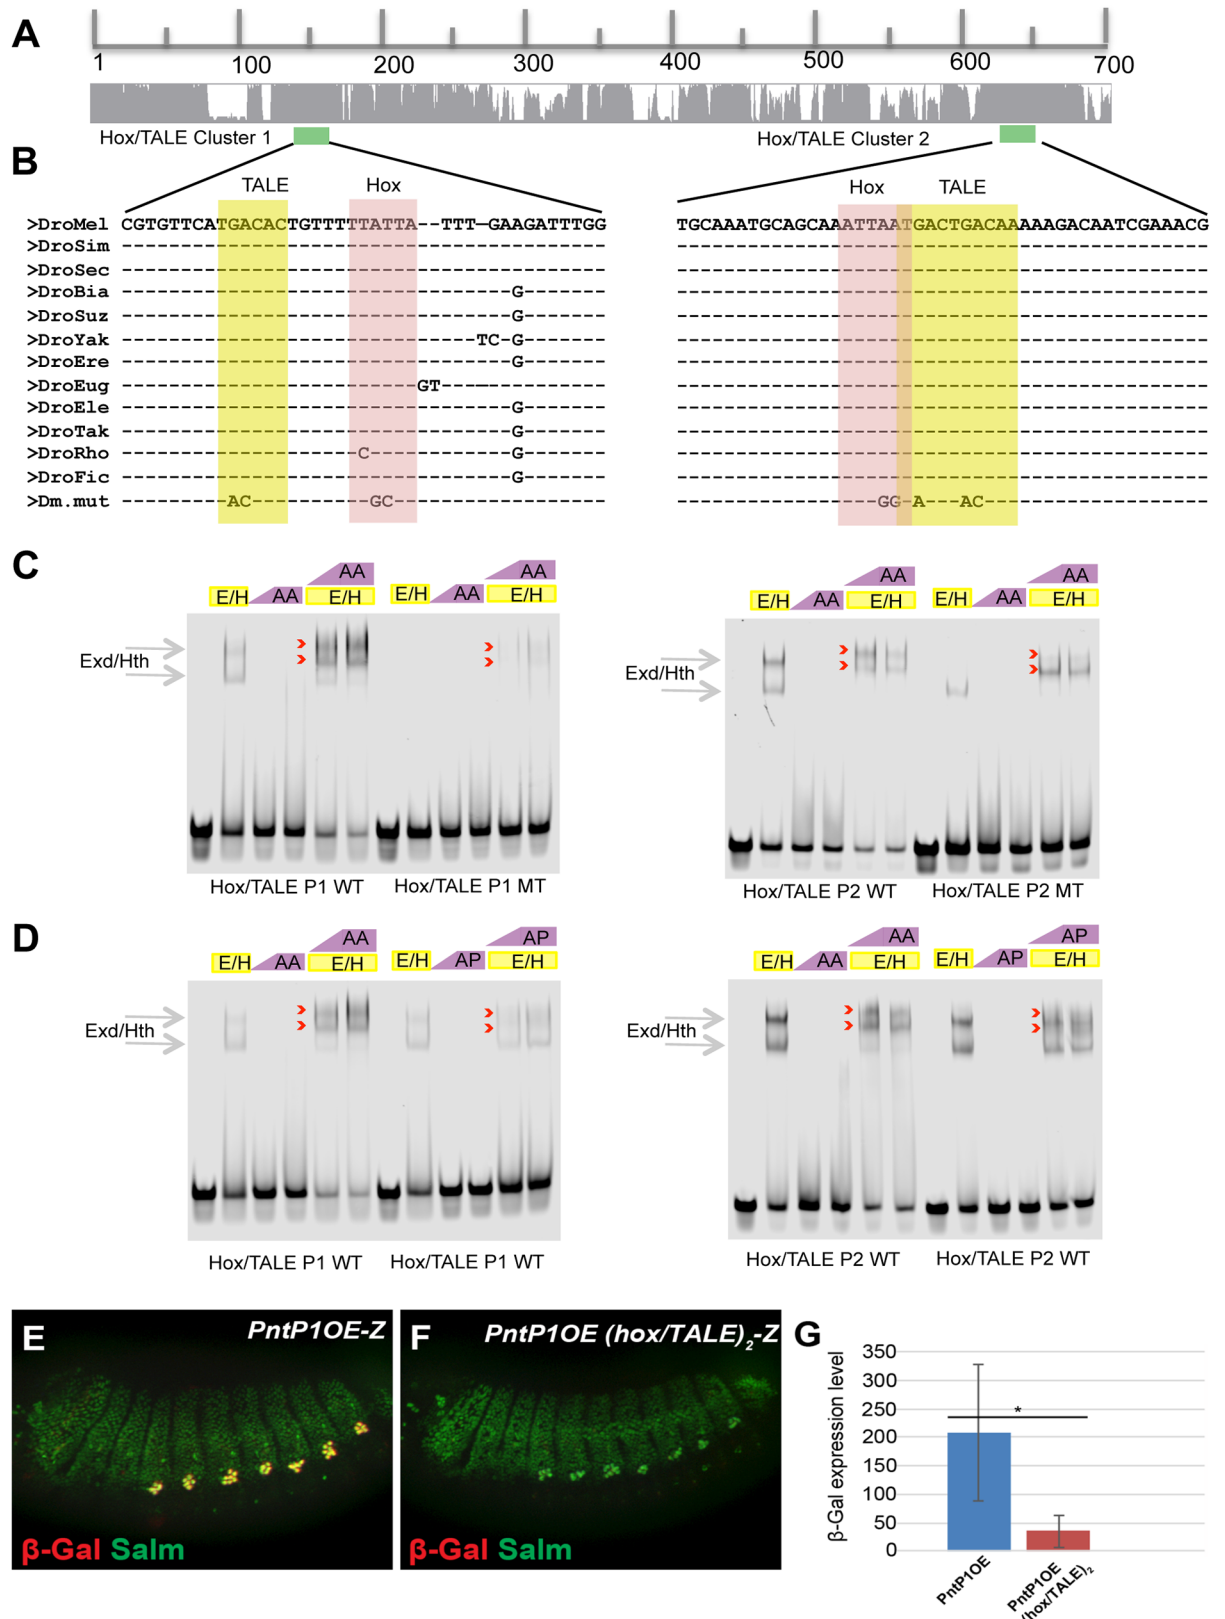 A
1 100 200 300 400 500 600 700
Hox/TALE Cluster 1 Hox/TALE Cluster 2
B
TALE Hox Hox TALE
>DroMel CGTGTTCATGACACTGTTTTTATTA--TTT-GAAGATTTGG TGCAAATGCAGCAAATTAATGACTGACAAAAAGACAATCGAAACG
>DroSim
>DroSec
>DroBia G
>DroSuz G
>DroYak TC-G
>DroEre G
>DroEug GT
>DroEle G
>DroTak G
>DroRho C G
>DroFic G
>Dm.mut AC GC GG-A AC
C
AA AA AA AA
E/H AA E/H E/H AA E/H E/H AA E/H E/H AA E/H
Exd/Hth Exd/Hth
Hox/TALE P1 WT Hox/TALE P1 MT Hox/TALE P2 WT Hox/TALE P2 MT
D
AA AP AA AP
E/H AA E/H E/H AP E/H E/H AA E/H E/H AP E/H
Exd/Hth Exd/Hth
Hox/TALE P1 WT Hox/TALE P1 WT Hox/TALE P2 WT Hox/TALE P2 WT
E PntP1OE-Z
β-Gal Salm
F PntP1OE (hox/TALE)2-Z
β-Gal Salm
G
β-Gal expression level
350
300
250
200
150
100
50
0
*
PntP1OE
PntP1OE
(hox/TALE)2